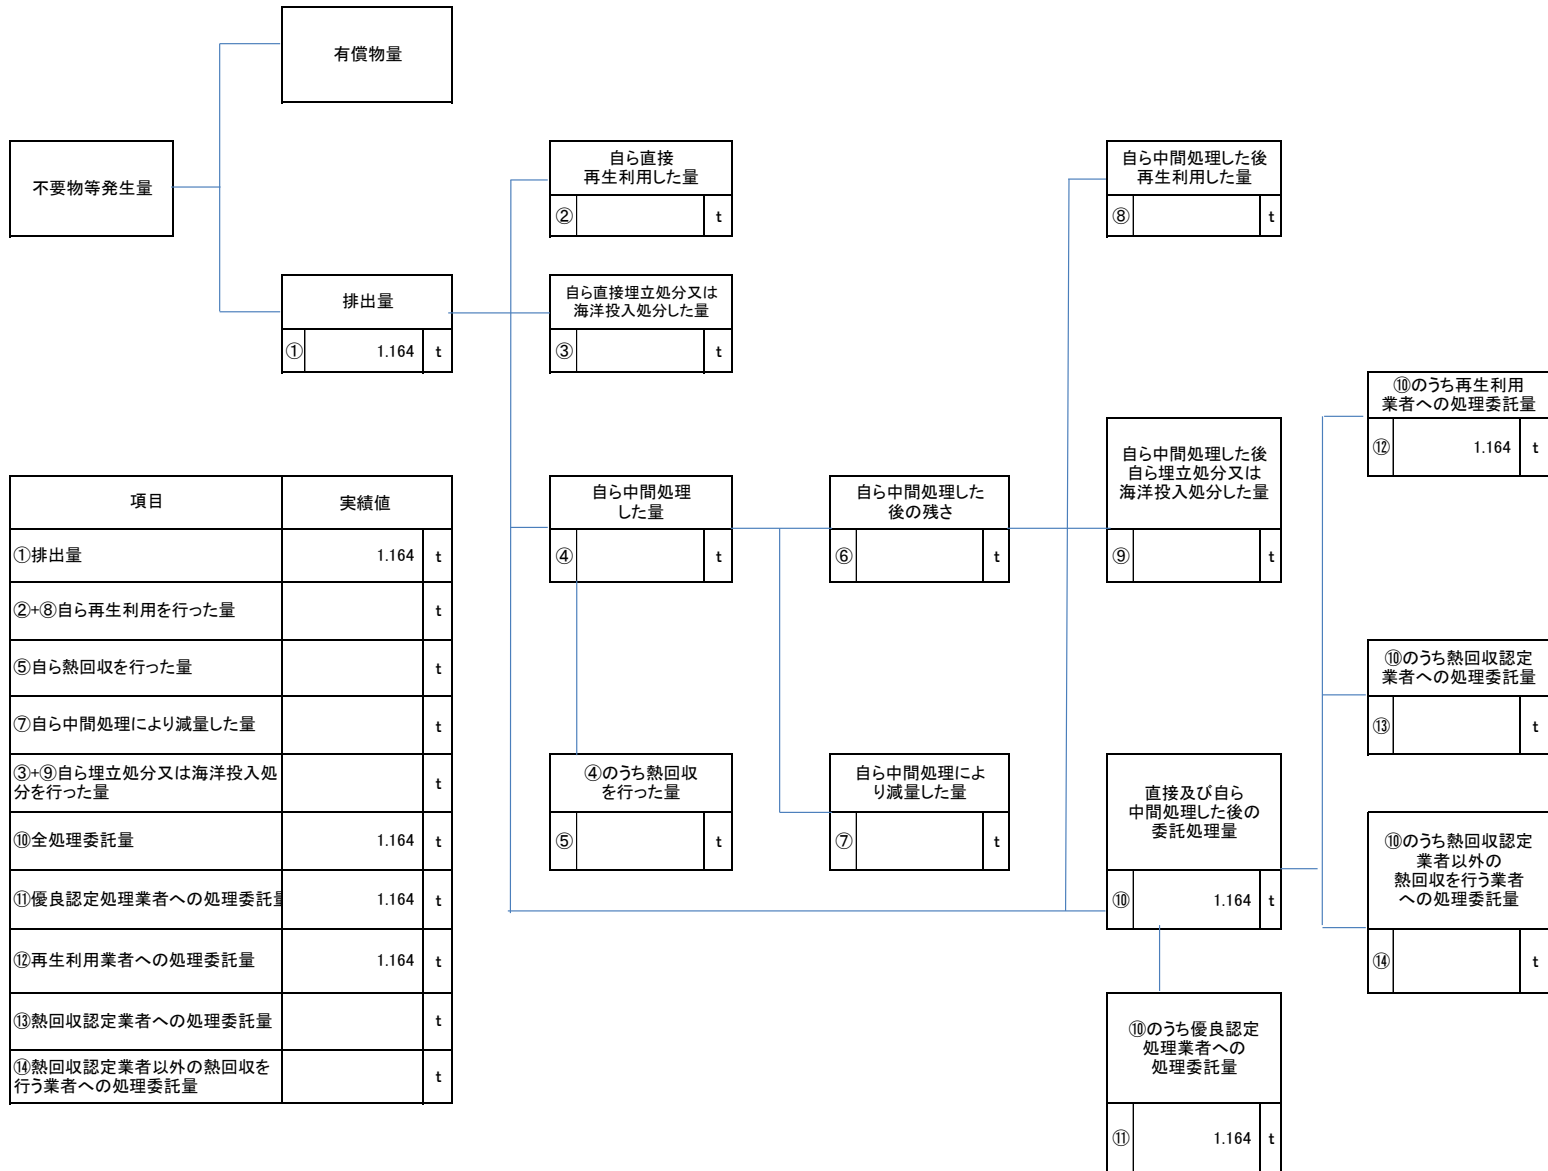 有償物量
不要物等発生量
排出量
① 1.164 t
自ら直接
再生利用した量
② t
自ら直接埋立処分又は
海洋投入処分した量
③ t
自ら中間処理
した量
④ t
④のうち熱回収
を行った量
⑤ t
自ら中間処理した
後の残さ
⑥ t
自ら中間処理によ
り減量した量
⑦ t
自ら中間処理した後
再生利用した量
⑧ t
自ら中間処理した後
自ら埋立処分又は
海洋投入処分した量
⑨ t
直接及び自ら
中間処理した後の
委託処理量
⑩ 1.164 t
⑩のうち優良認定
処理業者への
処理委託量
⑪ 1.164 t
⑩のうち再生利用
業者への処理委託量
⑫ 1.164 t
⑩のうち熱回収認定
業者への処理委託量
⑬ t
⑩のうち熱回収認定
業者以外の
熱回収を行う業者
への処理委託量
⑭ t
項目 実績値
①排出量 1.164 t
②+⑧自ら再生利用を行った量 t
⑤自ら熱回収を行った量 t
⑦自ら中間処理により減量した量 t
③+⑨自ら埋立処分又は海洋投入処
分を行った量 t
⑩全処理委託量 1.164 t
⑪優良認定処理業者への処理委託量 1.164 t
⑫再生利用業者への処理委託量 1.164 t
⑬熱回収認定業者への処理委託量 t
⑭熱回収認定業者以外の熱回収を
行う業者への処理委託量 t